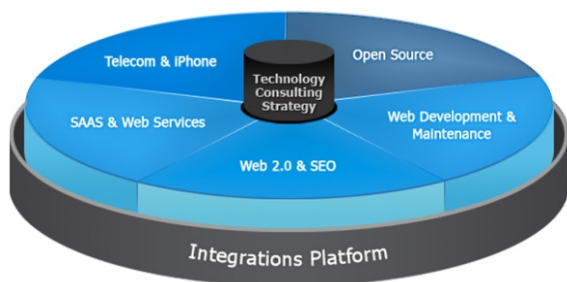 Telecom & iPhone
Open Source
Technology
Consulting
Strategy
SAAS & Web Services
Web Development &
Maintenance
Web 2.0 & SEO
Integrations Platform